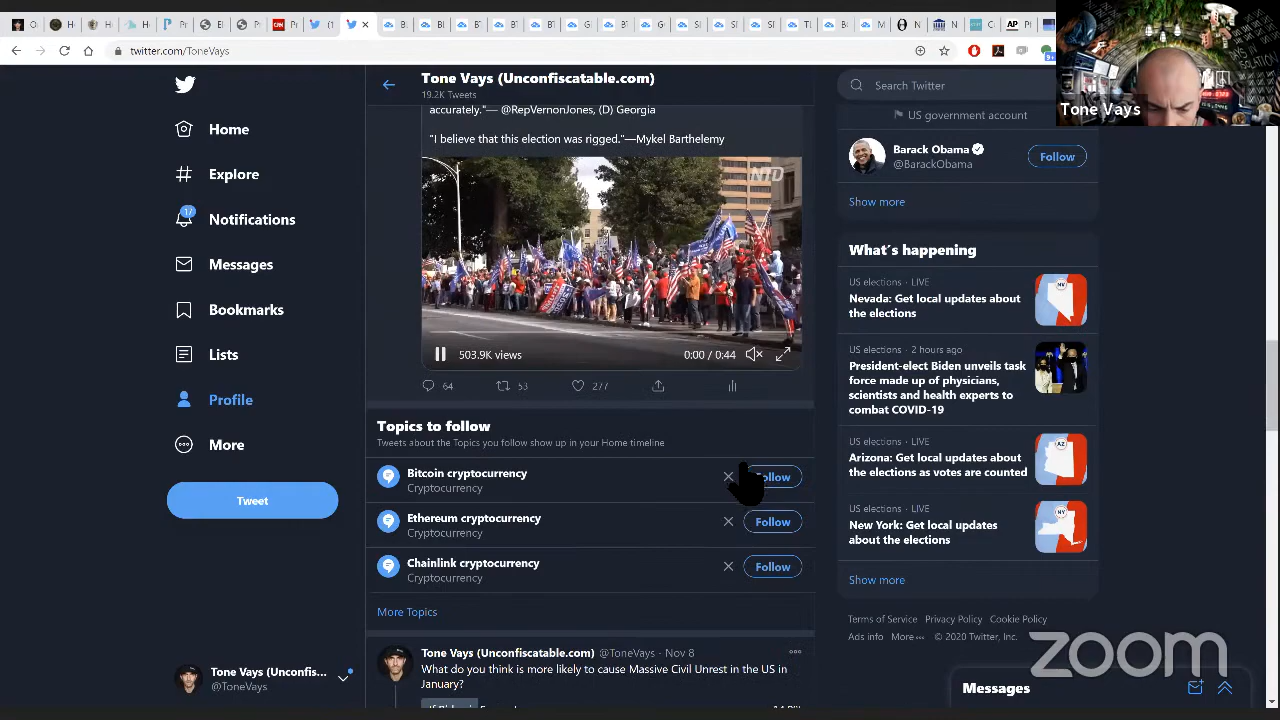 twitter.com/ToneVays
Tone Vays
Tone Vays (Unconfiscatable.com)
19.2K Tweets
Home
Explore
17
Notifications
Messages
Bookmarks
Lists
Profile
More
Tweet
Tone Vays (Unconfis...
@ToneVays
accurately."— @RepVernonJones, (D) Georgia
"I believe that this election was rigged."—Mykel Barthelemy
NTD
503.9K views
0:00 / 0:44
64
53
277
Topics to follow
Tweets about the Topics you follow show up in your Home timeline
Bitcoin cryptocurrency
Cryptocurrency
Follow
Ethereum cryptocurrency
Cryptocurrency
Follow
Chainlink cryptocurrency
Cryptocurrency
Follow
More Topics
Tone Vays (Unconfiscatable.com) @ToneVays · Nov 8
What do you think is more likely to cause Massive Civil Unrest in the US in
January?
Search Twitter
US government account
Barack Obama
@BarackObama
Follow
Show more
What's happening
US elections · LIVE
Nevada: Get local updates about
the elections
NV
US elections · 2 hours ago
President-elect Biden unveils task
force made up of physicians,
scientists and health experts to
combat COVID-19
US elections · LIVE
Arizona: Get local updates about
the elections as votes are counted
AZ
US elections · LIVE
New York: Get local updates
about the elections
NY
Show more
Terms of Service Privacy Policy Cookie Policy
Ads info More © 2020 Twitter, Inc.
zoom
Messages